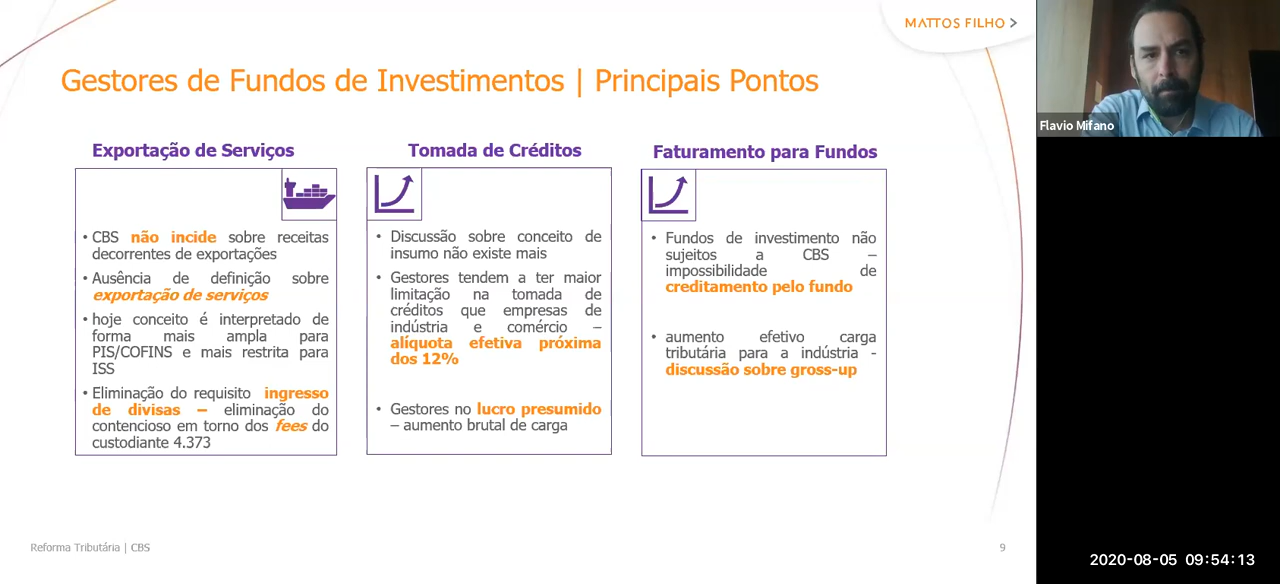 MATTOS FILHO >
Gestores de Fundos de Investimentos | Principais Pontos
Exportação de Serviços
• CBS não incide sobre receitas
decorrentes de exportações
• Ausência de definição sobre
exportação de serviços
• hoje conceito é interpretado de
forma mais ampla para
PIS/COFINS e mais restrita para
ISS
• Eliminação do requisito ingresso
de divisas – eliminação do
contencioso em torno dos fees do
custodiante 4.373
Tomada de Créditos
• Discussão sobre conceito de
insumo não existe mais
• Gestores tendem a ter maior
limitação na tomada de
créditos que empresas de
indústria e comércio –
alíquota efetiva próxima
dos 12%
• Gestores no lucro presumido
– aumento brutal de carga
Faturamento para Fundos
• Fundos de investimento não
sujeitos a CBS –
impossibilidade de
creditamento pelo fundo
• aumento efetivo carga
tributária para a indústria -
discussão sobre gross-up
Reforma Tributária | CBS
9
Flavio Mifano
2020-08-05 09:54:13